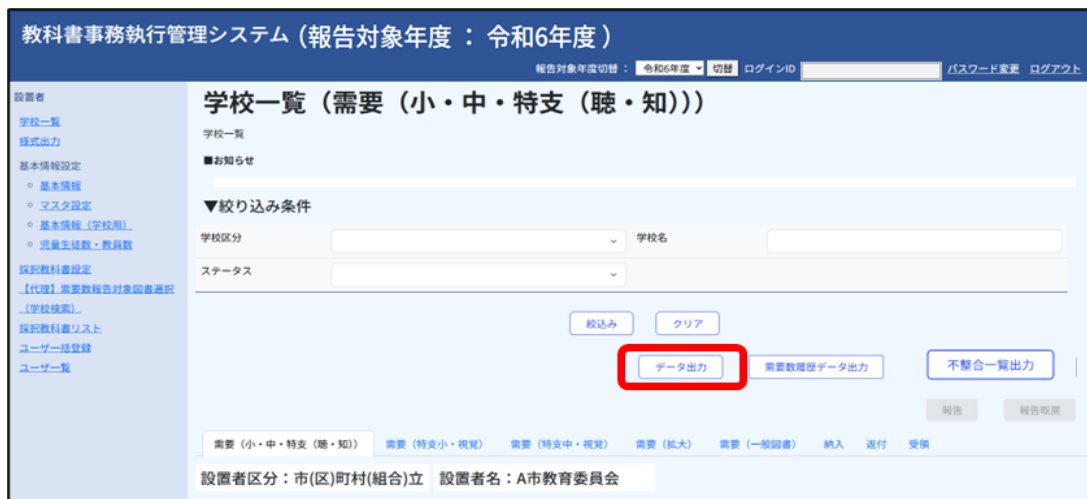 教科書事務執行管理システム (報告対象年度 ： 令和6年度 )
報告対象年度切替： 令和6年度 切替 ログインID パスワード変更 ログアウト
設置者
学校一覧
様式出力
基本情報設定
基本情報
マスタ設定
基本情報（学校用）
児童生徒数・教員数
採択教科書設定
【代理】需要数報告対象図書選択
（学校検索）
採択教科書リスト
ユーザ一括登録
ユーザ一覧
学校一覧（需要（小・中・特支（聴・知）））
学校一覧
■お知らせ
▼絞り込み条件
学校区分 学校名
ステータス
絞込み クリア
データ出力 需要数履歴データ出力 不整合一覧出力
報告 報告取戻
需要（小・中・特支（聴・知）） 需要（特支小・視覚） 需要（特支中・視覚） 需要（拡大） 需要（一般図書） 納入 返付 受領
設置者区分：市(区)町村(組合)立 設置者名：A市教育委員会